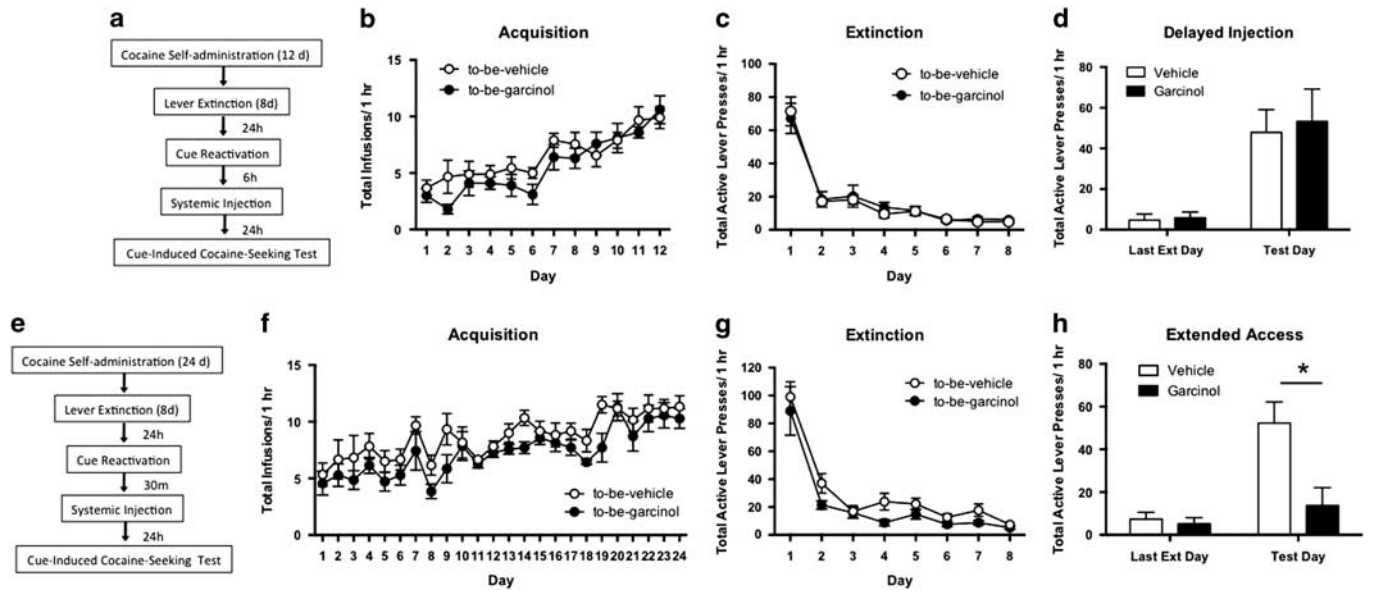 a
Cocaine Self-administration (12 d)
Lever Extinction (8d)
24h
Cue Reactivation
6h
Systemic Injection
24h
Cue-Induced Cocaine-Seeking Test
b
Acquisition
Total Infusions/ 1 hr
15
10
5
0
to-be-vehicle
to-be-garcinol
1 2 3 4 5 6 7 8 9 10 11 12
Day
c
Extinction
Total Active Lever Presses/ 1 hr
100
80
60
40
20
0
to-be-vehicle
to-be-garcinol
1 2 3 4 5 6 7 8
Day
d
Delayed Injection
Total Active Lever Presses/ 1 hr
80
60
40
20
0
Vehicle
Garcinol
Last Ext Day Test Day
e
Cocaine Self-administration (24 d)
Lever Extinction (8d)
24h
Cue Reactivation
30m
Systemic Injection
24h
Cue-Induced Cocaine-Seeking Test
f
Acquisition
Total Infusions/ 1 hr
15
10
5
0
to-be-vehicle
to-be-garcinol
1 2 3 4 5 6 7 8 9 10 11 12 13 14 15 16 17 18 19 20 21 22 23 24
Day
g
Extinction
Total Active Lever Presses/ 1 hr
120
100
80
60
40
20
0
to-be-vehicle
to-be-garcinol
1 2 3 4 5 6 7 8
Day
h
Extended Access
Total Active Lever Presses/ 1 hr
80
60
40
20
0
Vehicle
Garcinol
*
Last Ext Day Test Day